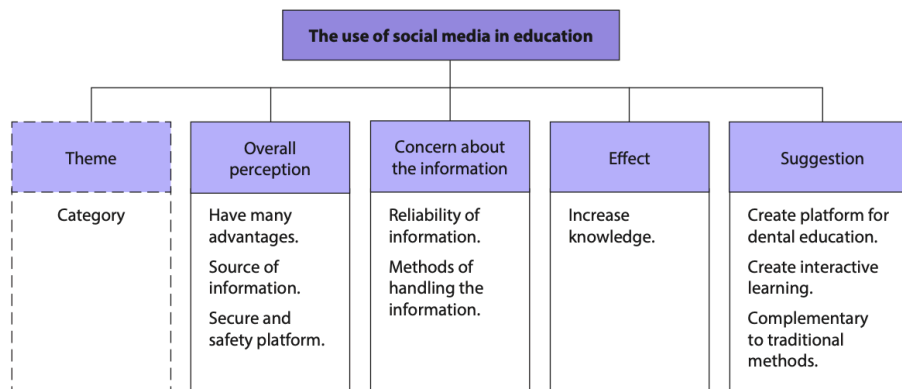 The use of social media in education
Theme
Category
Overall
perception
Have many
advantages.
Source of
information.
Secure and
safety platform.
Concern about
the information
Reliability of
information.
Methods of
handling the
information.
Effect
Increase
knowledge.
Suggestion
Create platform for
dental education.
Create interactive
learning.
Complementary
to traditional
methods.